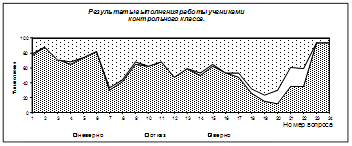 Результаты выполнения работы учениками
контрольного класса.
100
80
60
40
20
0
1 2 3 4 5 6 7 8 9 10 11 12 13 14 15 16 17 18 19 20 21 22 23 24
Номер вопроса
неверно отказ верно